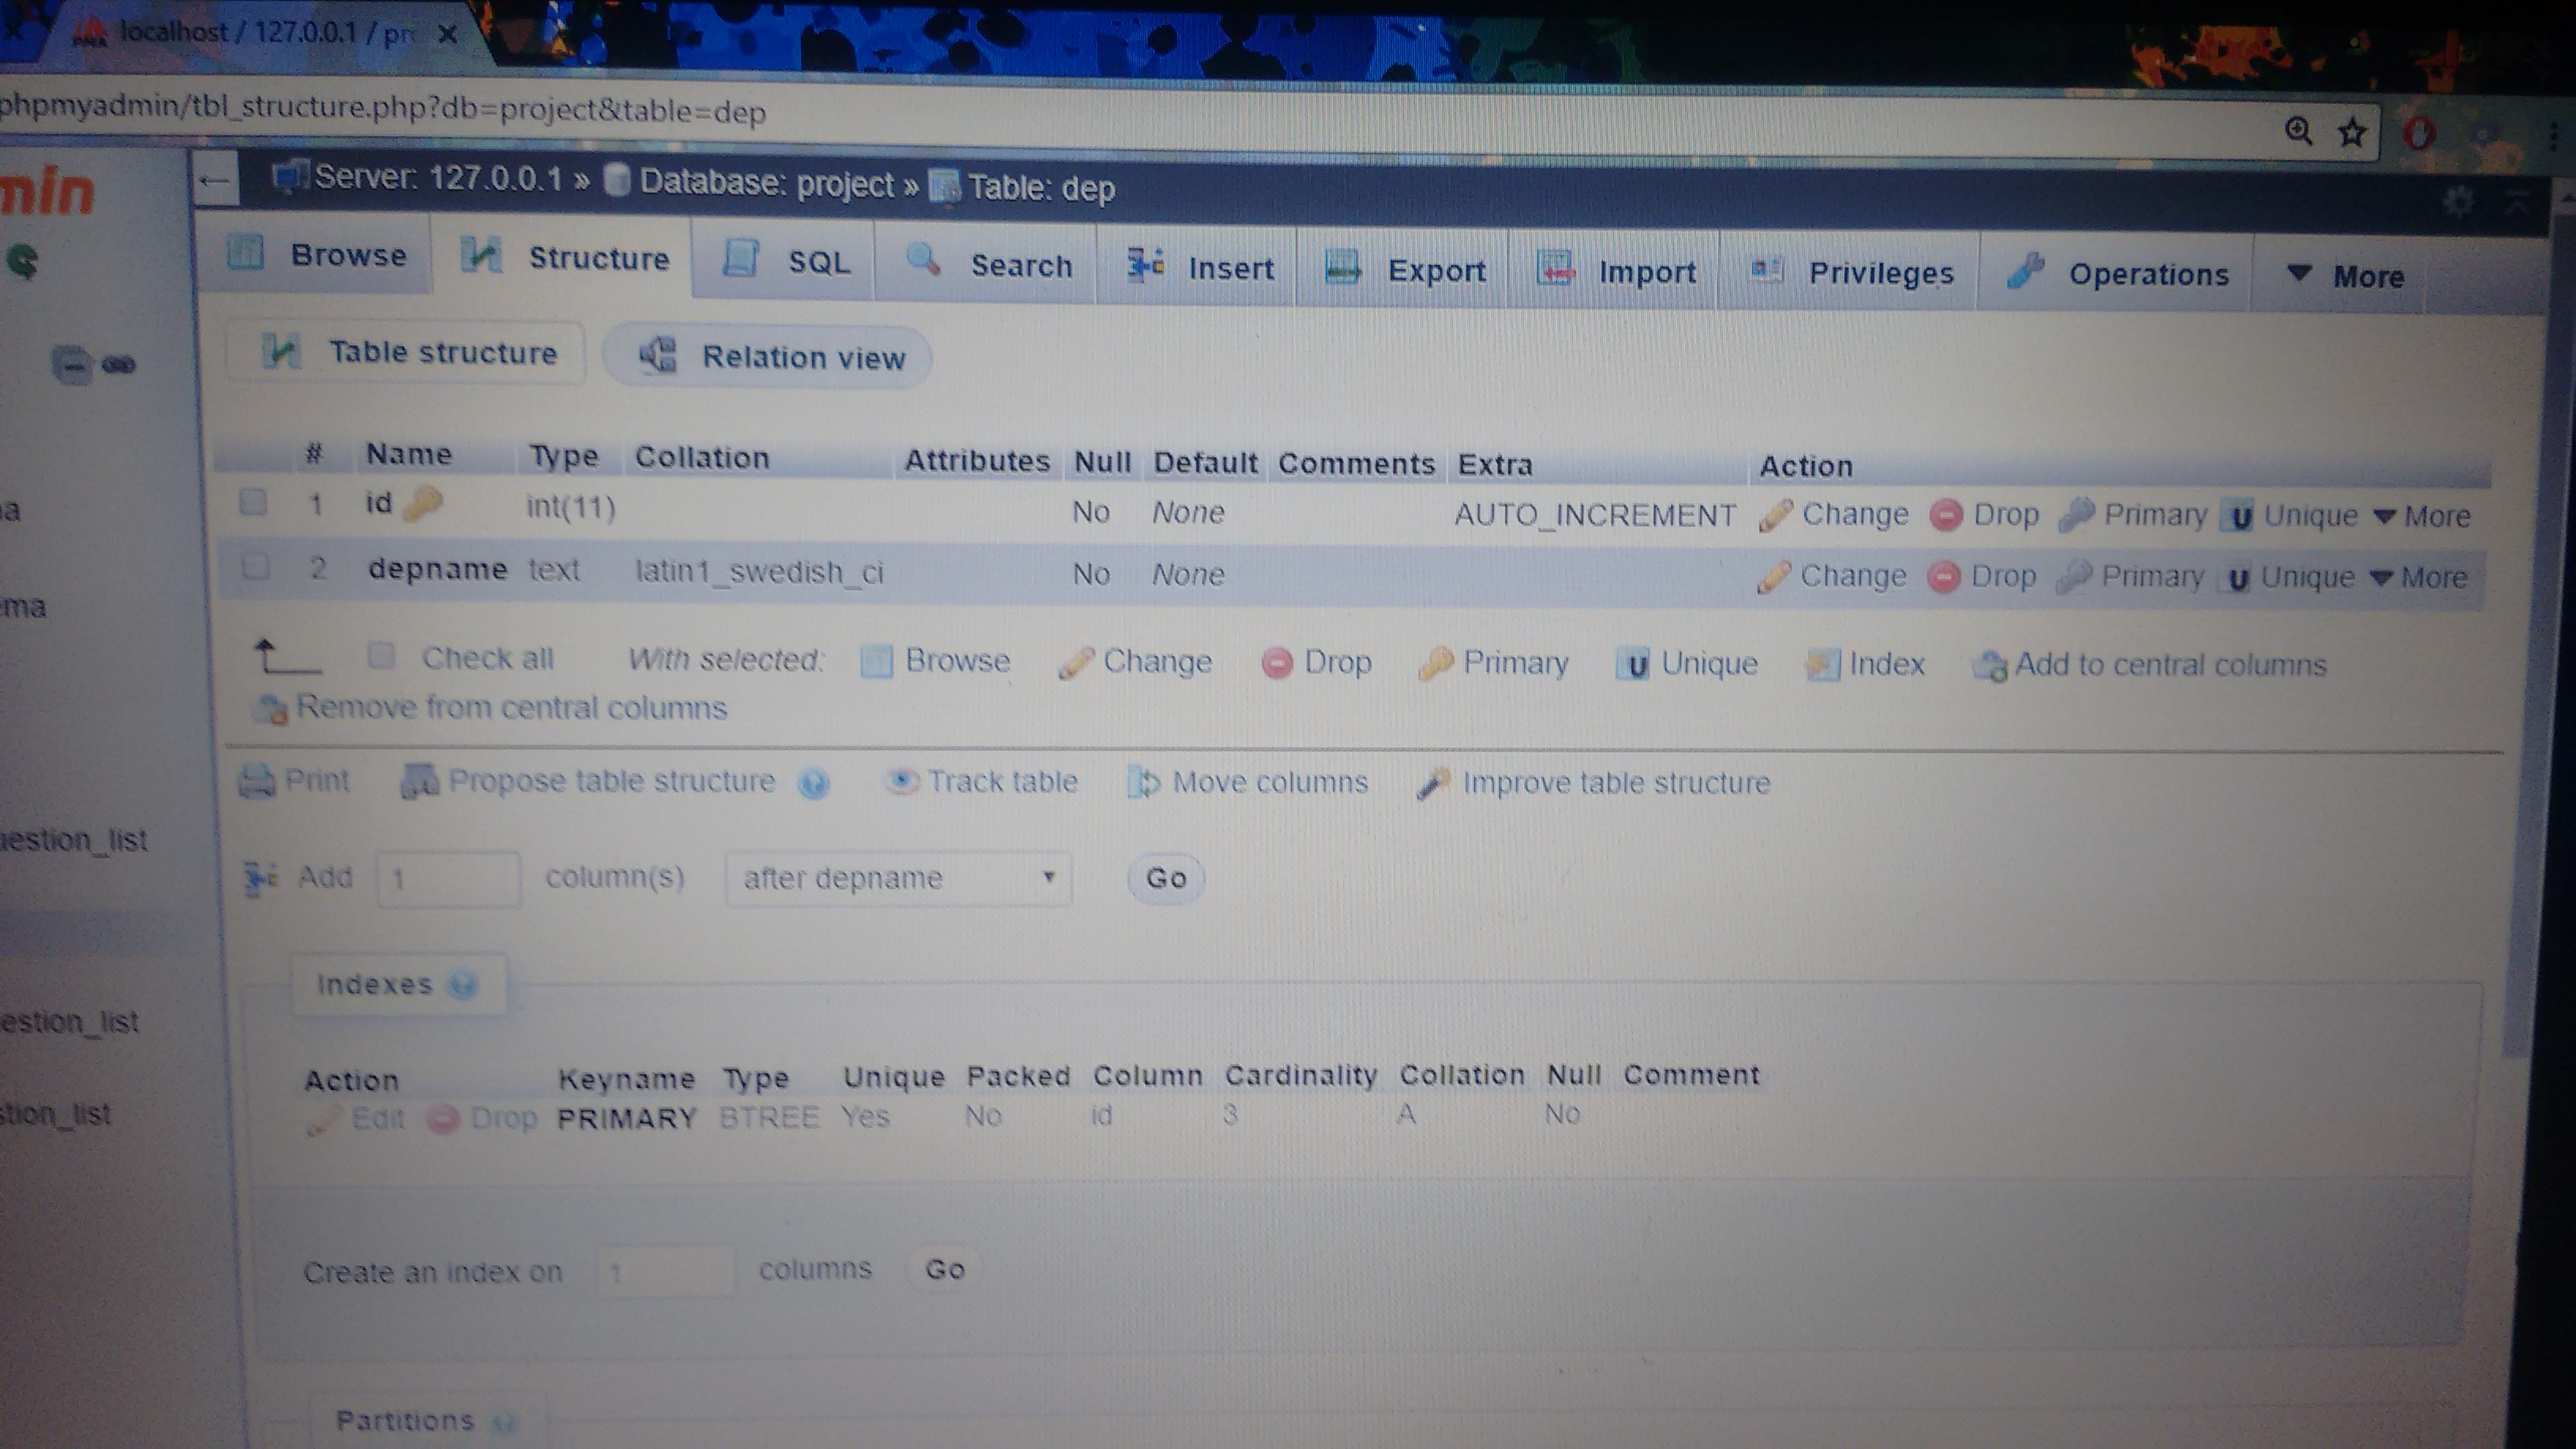 localhost / 127.0.0.1 / pr
phpmyadmin/tbl_structure.php?db=project&table=dep
min
Server: 127.0.0.1 » Database: project » Table: dep
Browse Structure SQL Search Insert Export Import Privileges Operations More
Table structure Relation view
# Name Type Collation Attributes Null Default Comments Extra Action
1 id int(11) No None AUTO_INCREMENT Change Drop Primary Unique More
2 depname text latin1_swedish_ci No None Change Drop Primary Unique More
ma
Check all With selected: Browse Change Drop Primary Unique Index Add to central columns
Remove from central columns
Print Propose table structure Track table Move columns Improve table structure
estion_list
Add 1 column(s) after depname Go
Indexes
estion_list
Action Keyname Type Unique Packed Column Cardinality Collation Null Comment
Edit Drop PRIMARY BTREE Yes No id 3 A No
stion_list
Create an index on 1 columns Go
Partitions